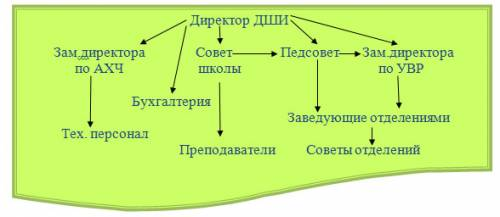 Директор ДШИ
Зам.директора по АХЧ
Совет школы
Педсовет
Зам.директора по УВР
Бухгалтерия
Заведующие отделениями
Тех. персонал
Преподаватели
Советы отделений